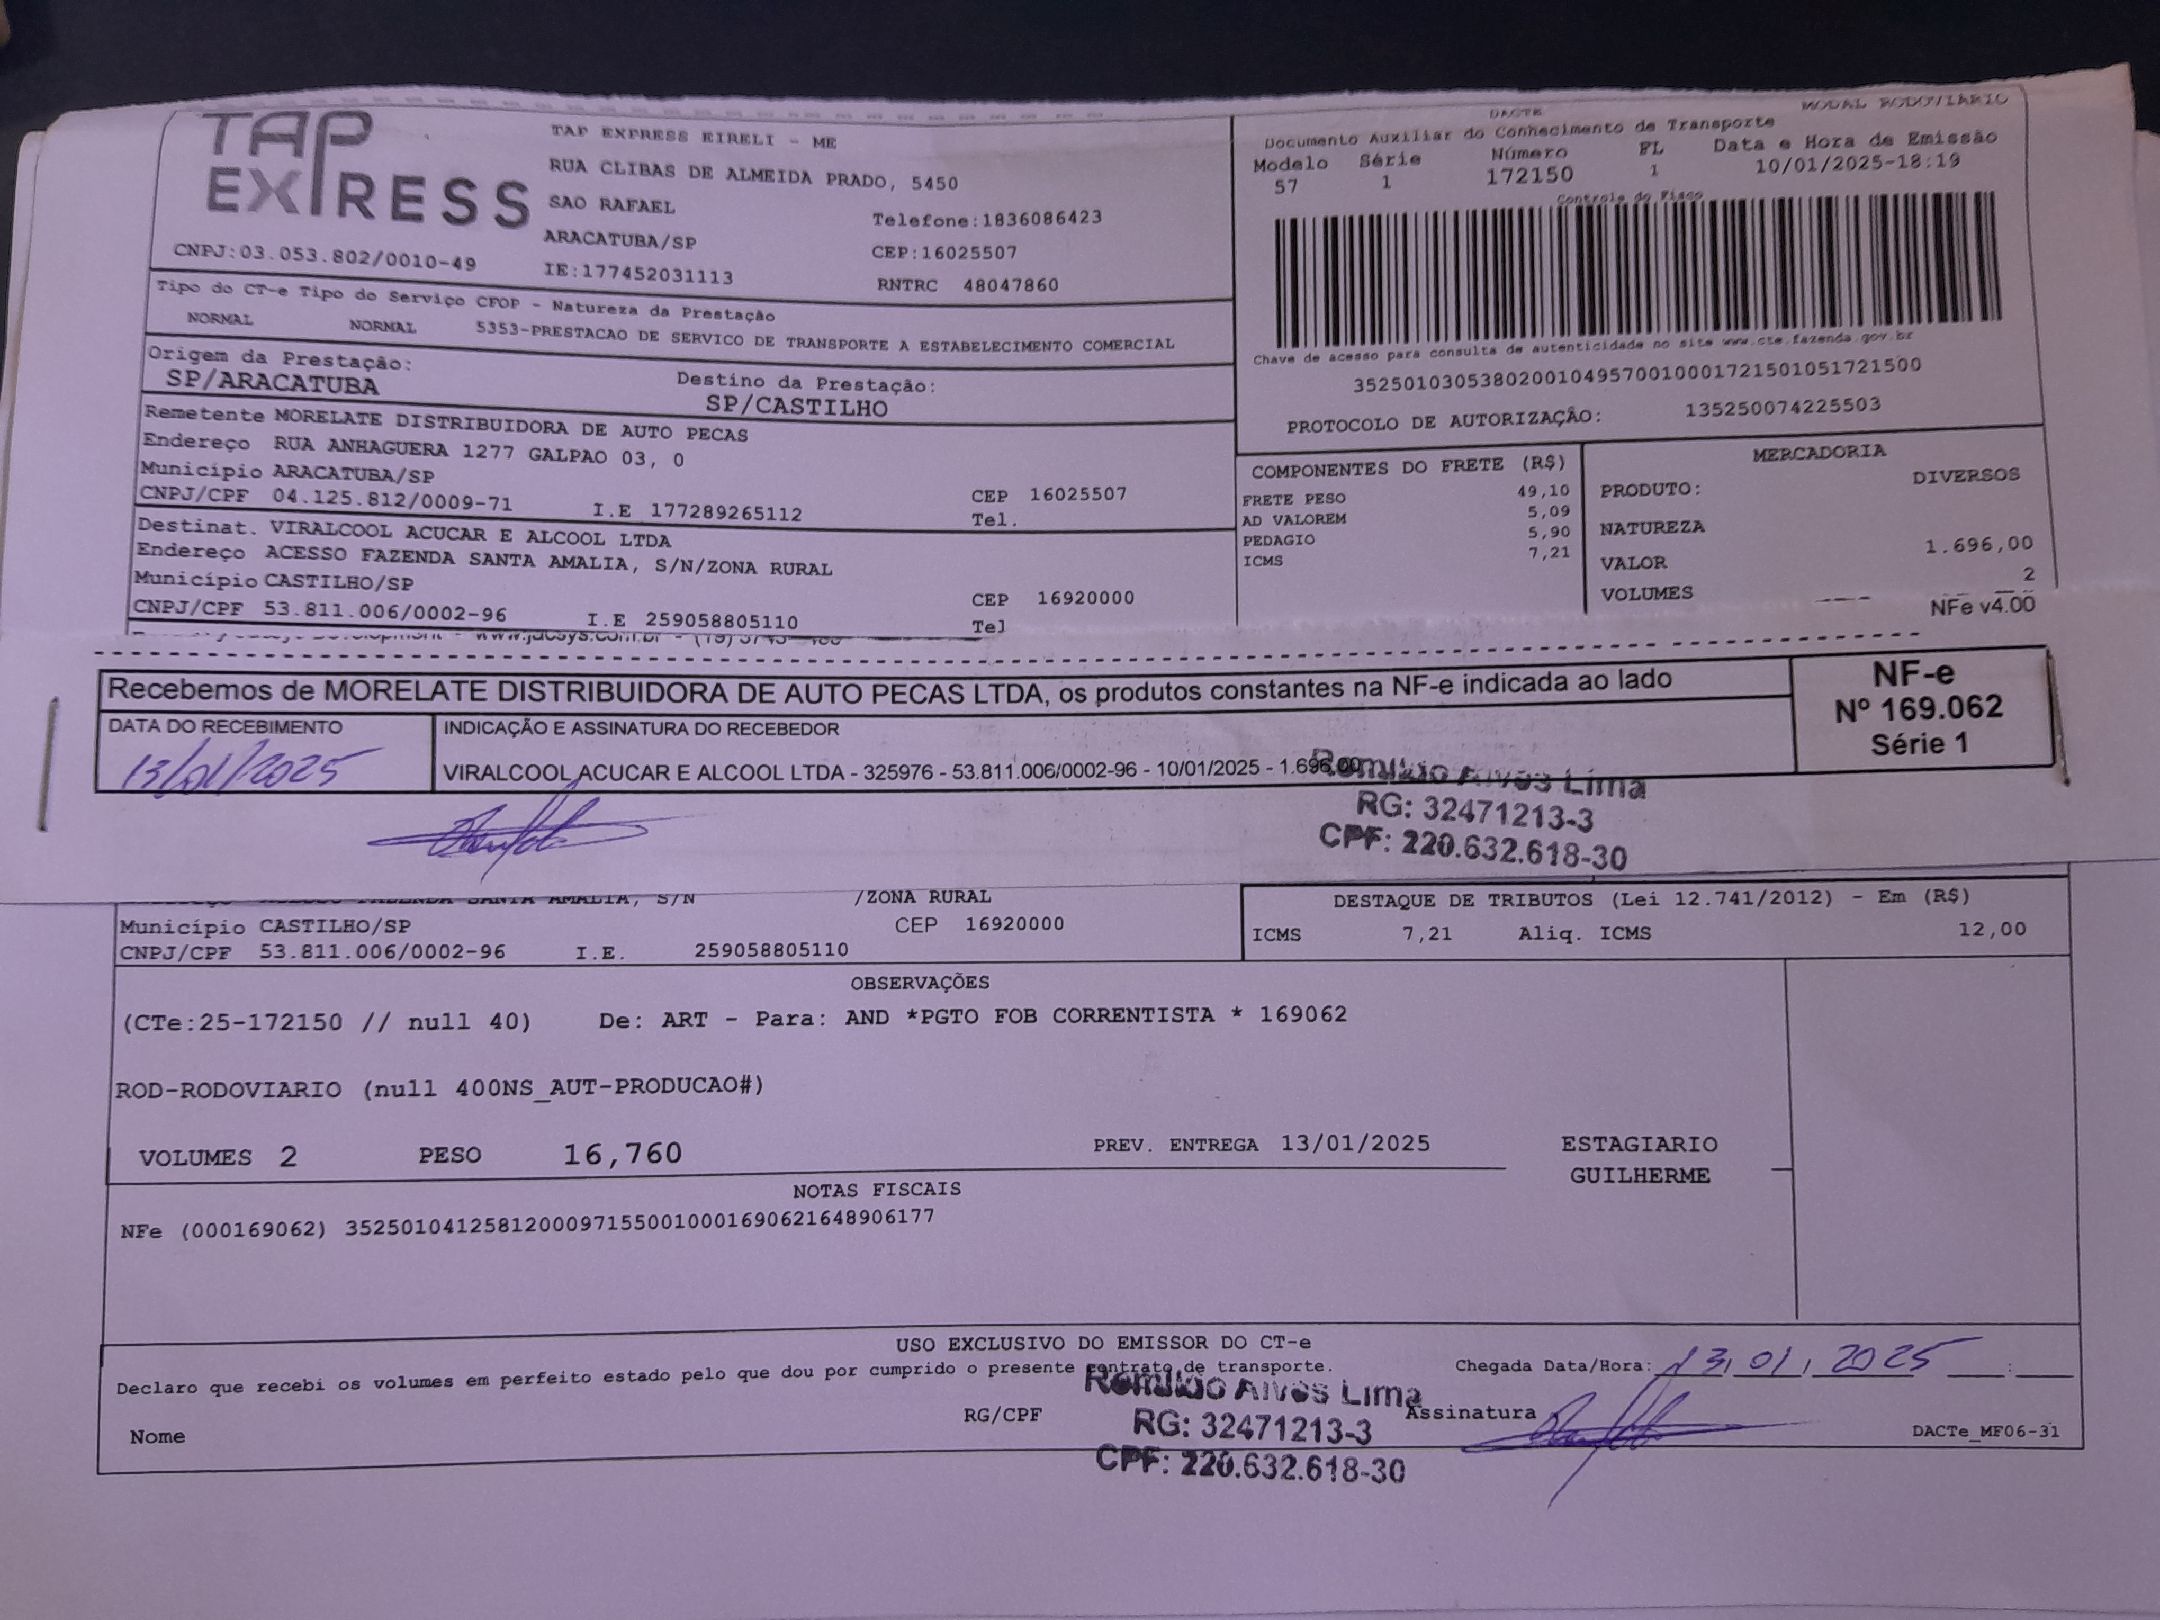 TAP EXPRESS
TAP EXPRESS EIRELI - ME
RUA CLIBAS DE ALMEIDA PRADO, 5450
SAO RAFAEL
Telefone:1836086423
ARACATUBA/SP
CEP:16025507
CNPJ:03.053.802/0010-49
IE:177452031113
RNTRC 48047860
DACTE
MODAL RODOVIARIO
Documento Auxiliar do Conhecimento de Transporte
Modelo Série Número FL Data e Hora de Emissão
57 1 172150 1 10/01/2025-18:19
Controle do Fisco
Chave de acesso para consulta de autenticidade no site www.cte.fazenda.gov.br
35250103053802001049570010001721501051721500
PROTOCOLO DE AUTORIZAÇÃO: 135250074225503
Tipo do CT-e Tipo do Serviço CFOP - Natureza da Prestação
NORMAL NORMAL 5353-PRESTACAO DE SERVICO DE TRANSPORTE A ESTABELECIMENTO COMERCIAL
Origem da Prestação: Destino da Prestação:
SP/ARACATUBA SP/CASTILHO
Remetente MORELATE DISTRIBUIDORA DE AUTO PECAS
Endereço RUA ANHAGUERA 1277 GALPAO 03, 0
Município ARACATUBA/SP CEP 16025507
CNPJ/CPF 04.125.812/0009-71 I.E 177289265112 Tel.
Destinat. VIRALCOOL ACUCAR E ALCOOL LTDA
Endereço ACESSO FAZENDA SANTA AMALIA, S/N/ZONA RURAL
Município CASTILHO/SP CEP 16920000
CNPJ/CPF 53.811.006/0002-96 I.E 259058805110 Tel
COMPONENTES DO FRETE (R$)
FRETE PESO 49,10
AD VALOREM 5,09
PEDAGIO 5,90
ICMS 7,21
MERCADORIA
PRODUTO: DIVERSOS
NATUREZA
VALOR 1.696,00
VOLUMES 2
NFe v4.00
Recebemos de MORELATE DISTRIBUIDORA DE AUTO PECAS LTDA, os produtos constantes na NF-e indicada ao lado
NF-e
Nº 169.062
Série 1
DATA DO RECEBIMENTO INDICAÇÃO E ASSINATURA DO RECEBEDOR
13/01/2025 VIRALCOOL ACUCAR E ALCOOL LTDA - 325976 - 53.811.006/0002-96 - 10/01/2025 - 1.696,00
Romildo Alves Lima
RG: 32471213-3
CPF: 220.632.618-30
FAZENDA SANTA AMALIA, S/N /ZONA RURAL
Município CASTILHO/SP CEP 16920000
CNPJ/CPF 53.811.006/0002-96 I.E. 259058805110
DESTAQUE DE TRIBUTOS (Lei 12.741/2012) - Em (R$)
ICMS 7,21 Aliq. ICMS 12,00
OBSERVAÇÕES
(CTe:25-172150 // null 40) De: ART - Para: AND *PGTO FOB CORRENTISTA * 169062
ROD-RODOVIARIO (null 400NS_AUT-PRODUCAO#)
VOLUMES 2 PESO 16,760 PREV. ENTREGA 13/01/2025 ESTAGIARIO
GUILHERME
NOTAS FISCAIS
NFe (000169062) 35250104125812000971550010001690621648906177
USO EXCLUSIVO DO EMISSOR DO CT-e
Declaro que recebi os volumes em perfeito estado pelo que dou por cumprido o presente contrato de transporte. Chegada Data/Hora: 13/01/2025 __:__
Romildo Alves Lima
Nome RG/CPF RG: 32471213-3 Assinatura DACTe_MF06-31
CPF: 220.632.618-30